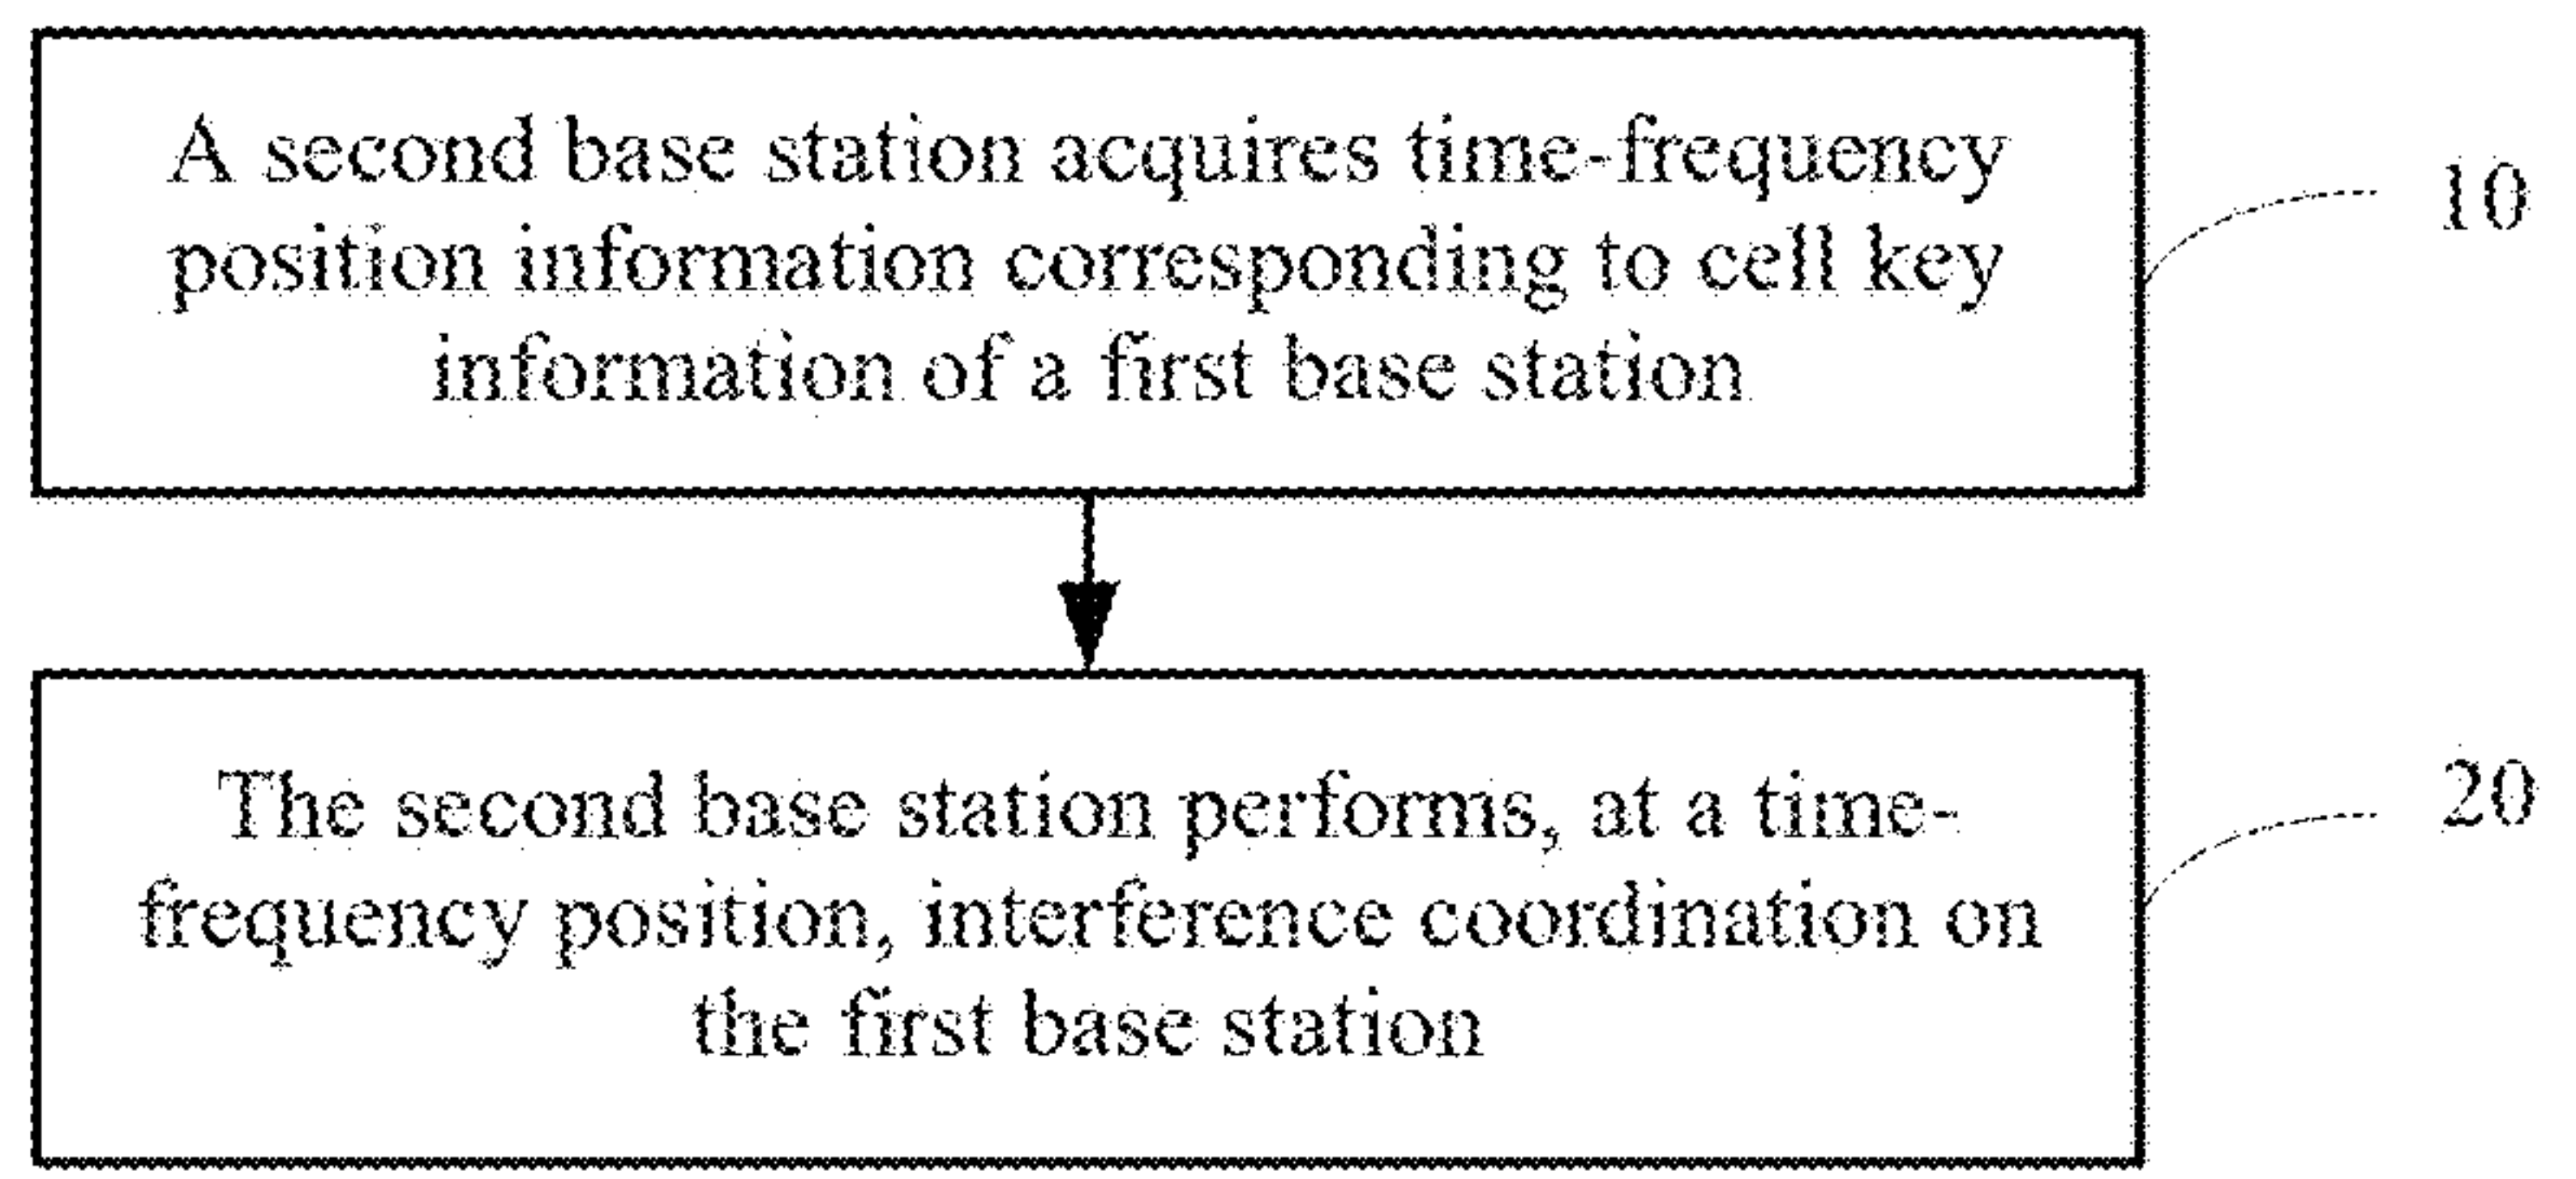 A second base station acquires time-frequency
position information corresponding to cell key
information of a first base station
10
The second base station performs, at a time-
frequency position, interference coordination on
the first base station
20